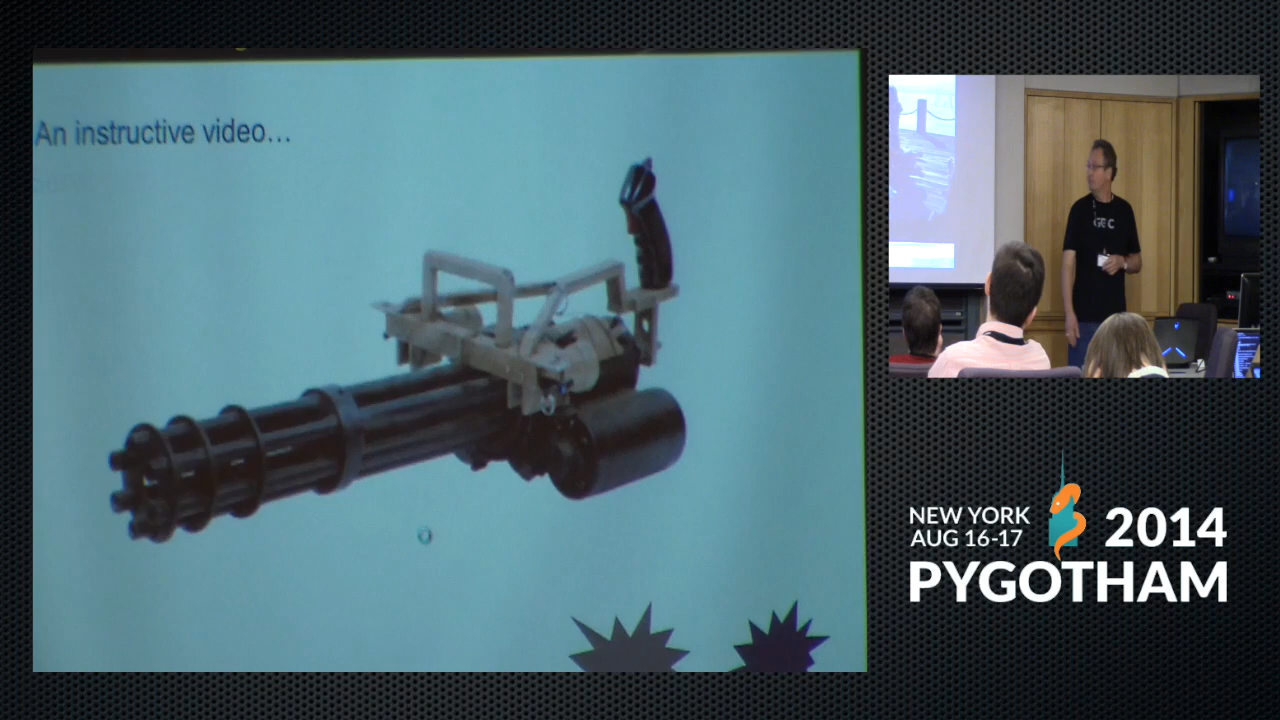 An instructive video…
NEW YORK
AUG 16-17
2014
PYGOTHAM